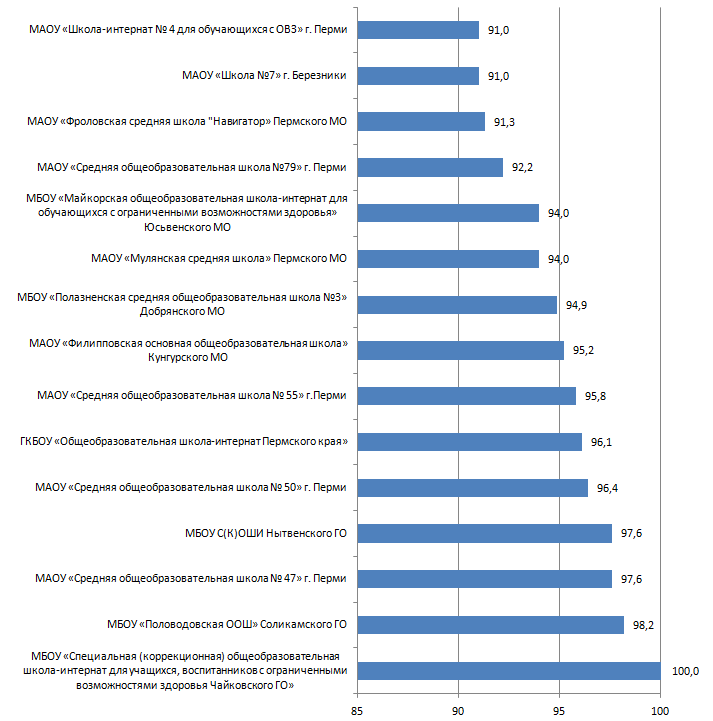 МАОУ «Школа-интернат № 4 для обучающихся с ОВЗ» г. Перми
91,0
МАОУ «Школа №7» г. Березники
91,0
МАОУ «Фроловская средняя школа "Навигатор» Пермского МО
91,3
МАОУ «Средняя общеобразовательная школа №79» г. Перми
92,2
МБОУ «Майкорская общеобразовательная школа-интернат для
обучающихся с ограниченными возможностями здоровья»
Юсьвенского МО
94,0
МАОУ «Мулянская средняя школа» Пермского МО
94,0
МБОУ «Полазненская средняя общеобразовательная школа №3»
Добрянского МО
94,9
МАОУ «Филипповская основная общеобразовательная школа»
Кунгурского МО
95,2
МАОУ «Средняя общеобразовательная школа № 55» г.Перми
95,8
ГКБОУ «Общеобразовательная школа-интернат Пермского края»
96,1
МАОУ «Средняя общеобразовательная школа № 50» г. Перми
96,4
МБОУ С(К)ОШИ Нытвенского ГО
97,6
МАОУ «Средняя общеобразовательная школа № 47» г. Перми
97,6
МБОУ «Половодовская ООШ» Соликамского ГО
98,2
МБОУ «Специальная (коррекционная) общеобразовательная
школа-интернат для учащихся, воспитанников с ограниченными
возможностями здоровья Чайковского ГО»
100,0
85 90 95 100